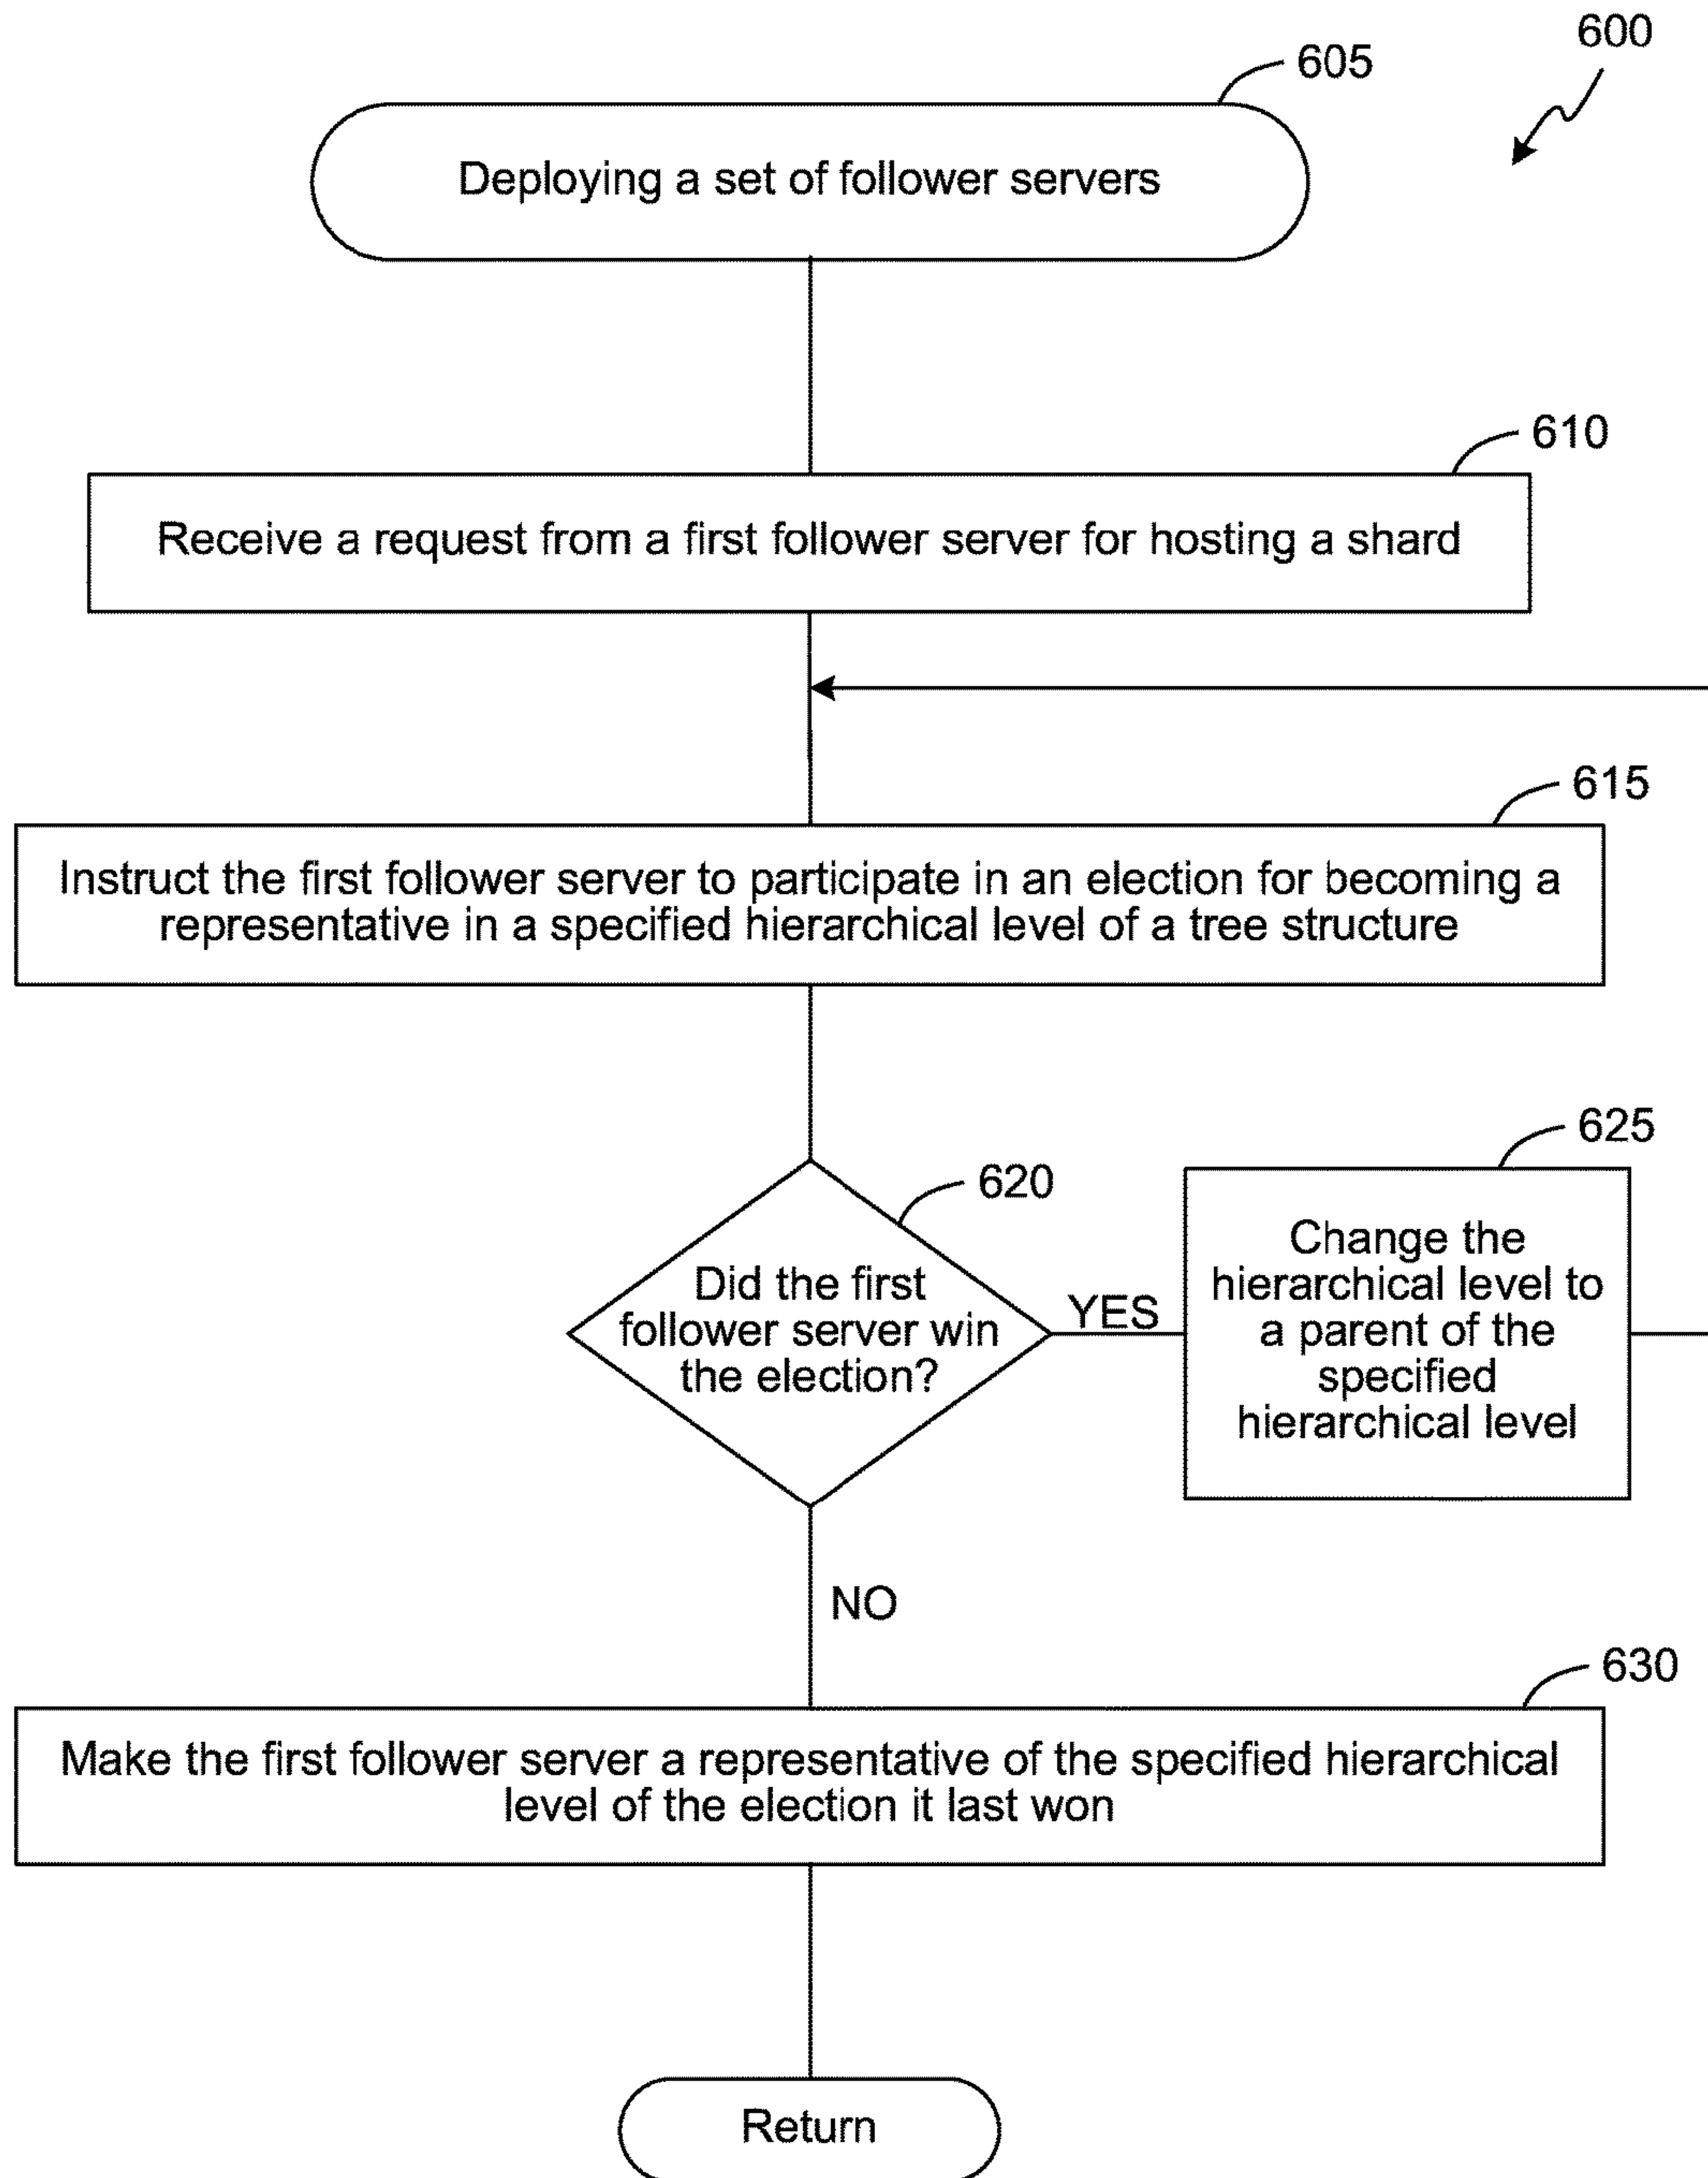 600
605
Deploying a set of follower servers
610
Receive a request from a first follower server for hosting a shard
615
Instruct the first follower server to participate in an election for becoming a
representative in a specified hierarchical level of a tree structure
620
Did the first
follower server win
the election?
YES
625
Change the
hierarchical level to
a parent of the
specified
hierarchical level
NO
630
Make the first follower server a representative of the specified hierarchical
level of the election it last won
Return